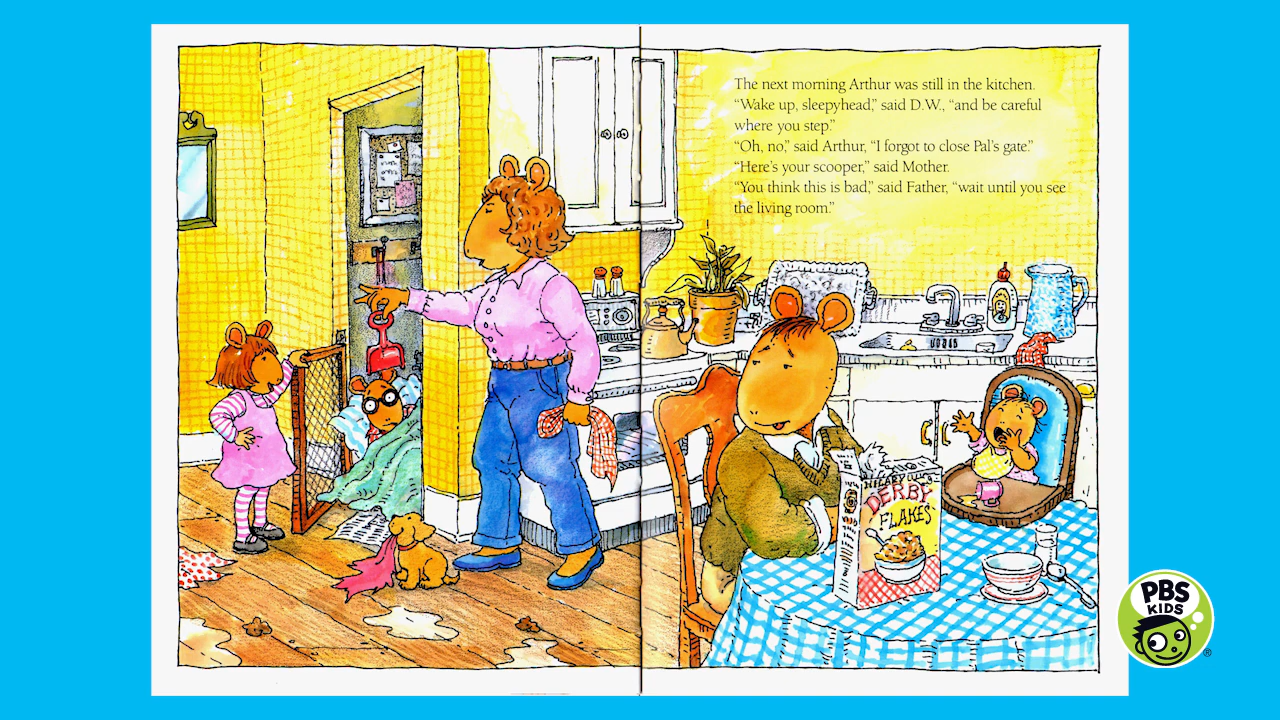 The next morning Arthur was still in the kitchen.
“Wake up, sleepyhead,” said D.W., “and be careful
where you step.”
“Oh, no,” said Arthur, “I forgot to close Pal’s gate.”
“Here’s your scooper,” said Mother.
“You think this is bad,” said Father, “wait until you see
the living room.”
DERBY
FLAKES
PBS
KIDS
®